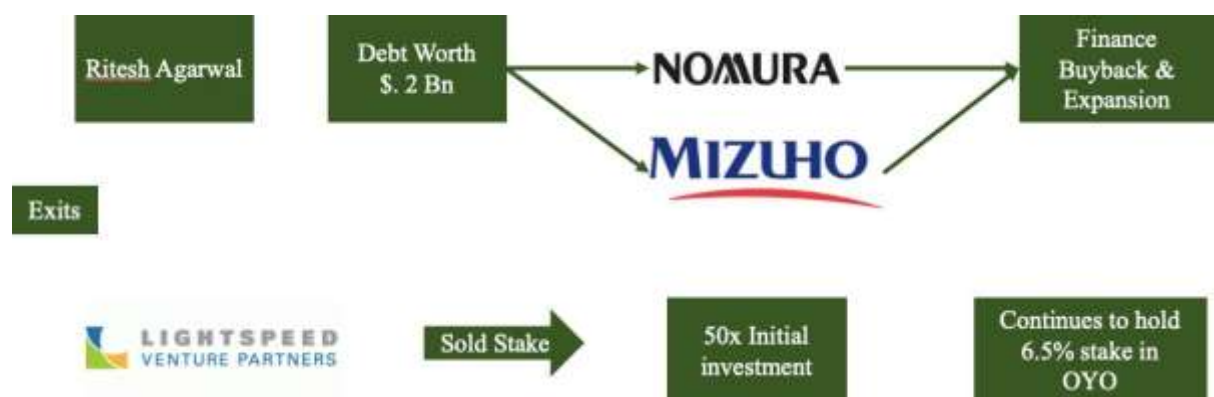 Ritesh Agarwal
Debt Worth
$. 2 Bn
NOMURA
Finance
Buyback &
Expansion
MIZUHO
Exits
LIGHTSPEED
VENTURE PARTNERS
Sold Stake
50x Initial
investment
Continues to hold
6.5% stake in
OYO